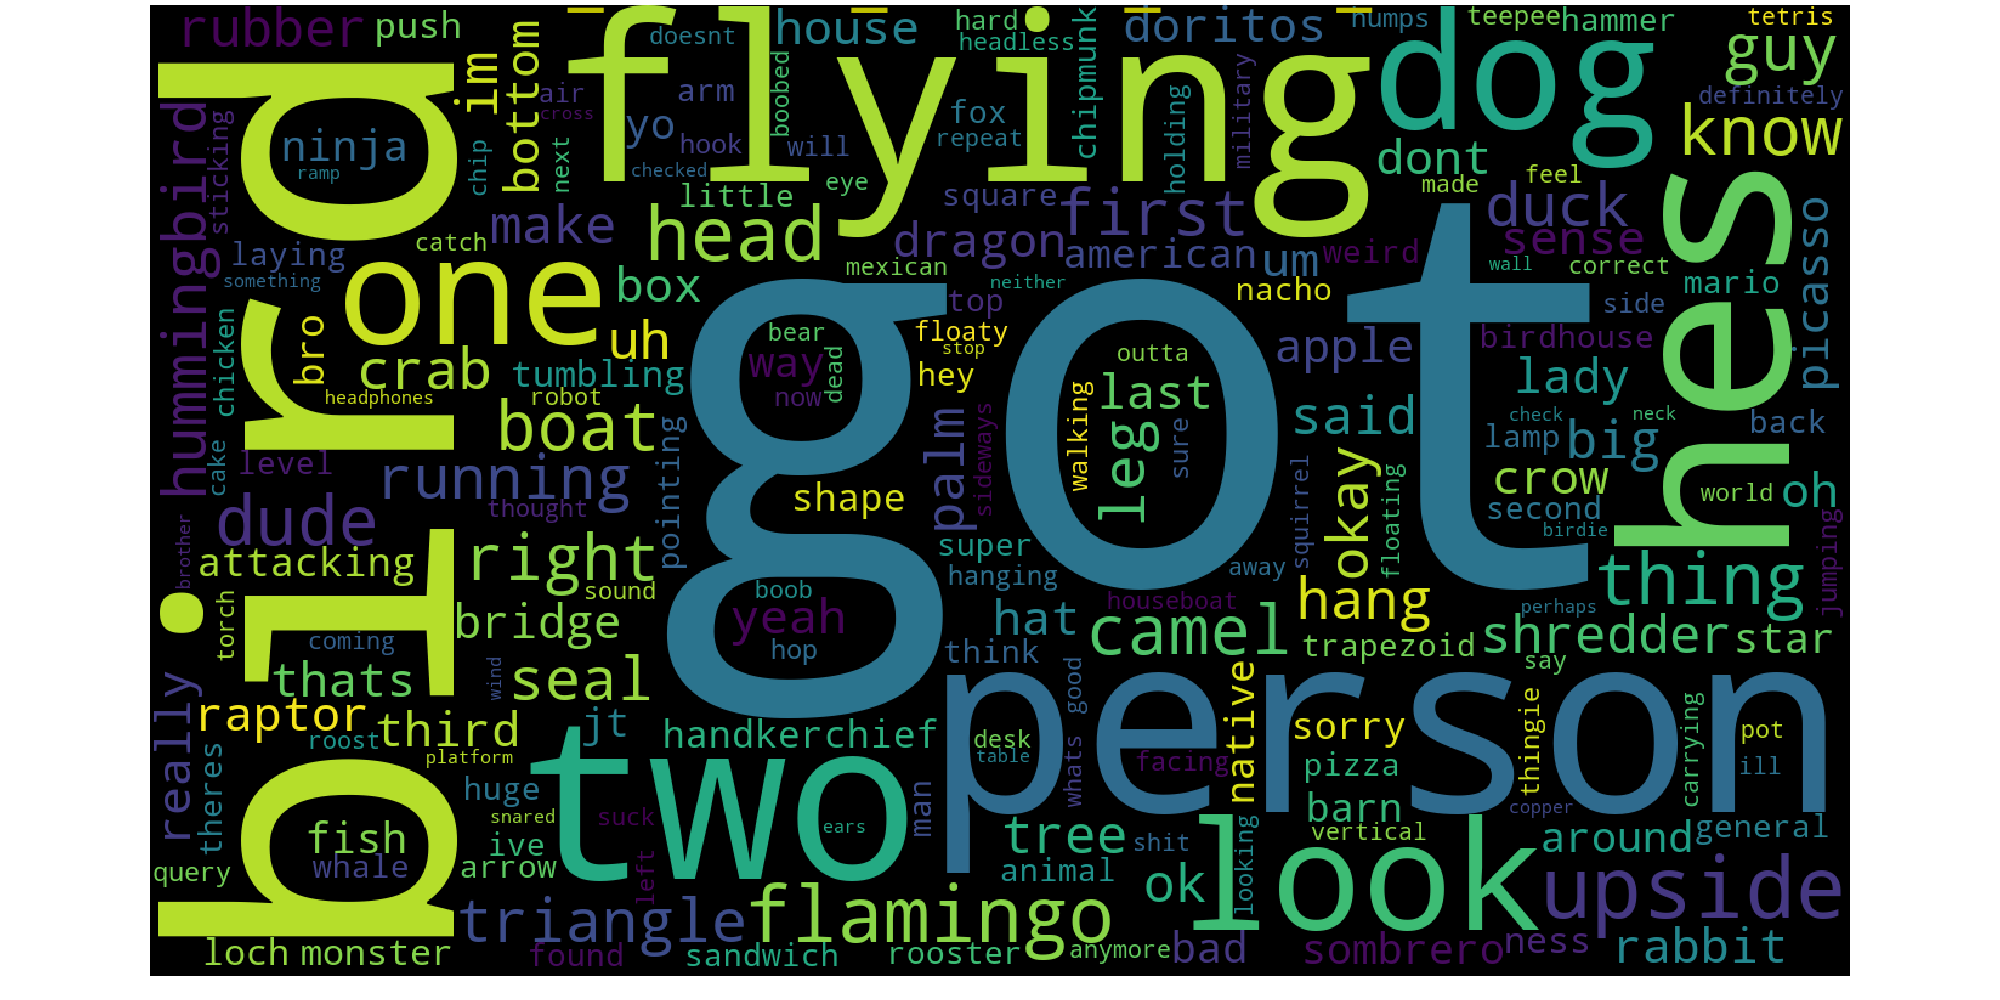 rubber
push
flying
house
hard
headless
doritos
humps
teepee
hammer
tetris
doesnt
dog
guy
im
bottom
air
cross
arm
boobed
yo
hook
will
fox
repeat
chipmunk
holding
military
definitely
know
dont
hummingbird
sticking
bird
ninja
ramp
chip
next
checked
little
eye
square
first
made
feel
duck
hes
picasso
laying
something
catch
make
head
dragon
american
um
weird
sense
wall
correct
mario
one
box
mexican
top
neither
nacho
side
bro
uh
bear
floaty
stop
got
outta
apple
birdhouse
chicken
crab
tumbling
way
dead
hey
last
lady
headphones
robot
now
walking
said
check
neck
back
cake
level
boat
pointing
palm
sideways
leg
sure
lamp
big
running
shape
squirrel
okay
floating
crow
world
oh
dude
thought
second
birdie
jumping
brother
attacking
right
super
hanging
away
thing
torch
sound
boob
houseboat
hang
perhaps
coming
bridge
yeah
hat
camel
trapezoid
shredder
star
thats
wind
seal
hop
think
say
really
raptor
third
jt
handkerchief
good
native
person
sorry
thingie
carrying
pot
theres
roost
platform
two
desk
table
whats
facing
pizza
ill
huge
snared
suck
man
barn
copper
fish
ears
tree
shit
look
vertical
around
general
query
whale
ive
arrow
left
animal
ok
looking
upside
triangle
flamingo
loch
monster
found
sandwich
rooster
anymore
bad
sombrero
ness
rabbit